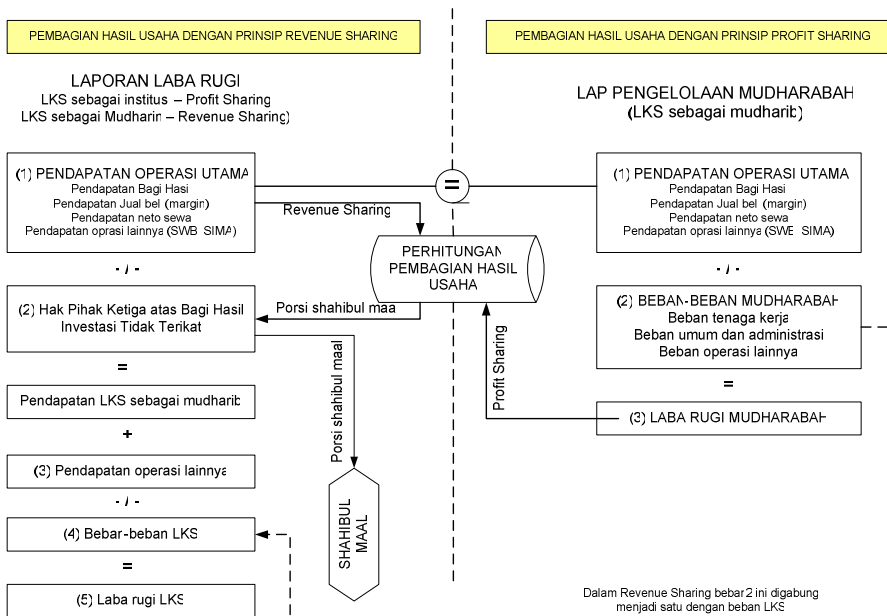 PEMBAGIAN HASIL USAHA DENGAN PRINSIP REVENUE SHARING
LAPORAN LABA RUGI
LKS sebagai institus – Profit Sharing
LKS sebagai Mudharin – Revenue Sharing)
(1) PENDAPATAN OPERASI UTAMA
Pendapatan Bagi Hasi
Pendapatan Jual bel (margin)
Pendapatan neto sewa
Pendapatan oprasi lainnya (SWB SIMA)
- / -
(2) Hak Pihak Ketiga atas Bagi Hasil
Investasi Tidak Terikat
=
Pendapatan LKS sebagai mudharib
+
(3) Pendapatan operasi lainnya
- / -
(4) Bebar-beban LKS
=
(5) Laba rugi LKS
Revenue Sharing
=
PERHITUNGAN
PEMBAGIAN HASIL
USAHA
Porsi shahibul maa
Porsi shahibul maal
SHAHIBUL
MAAL
Profit Sharing
PEMBAGIAN HASIL USAHA DENGAN PRINSIP PROFIT SHARING
LAP PENGELOLAAN MUDHARABAH
(LKS sebagai mudharib)
(1) PENDAPATAN OPERASI UTAMA
Pendapatan Bagi Hasi
Pendapatan Jual bel (margin)
Pendapatan neto sewa
Pendapatan oprasi lainnya (SWE SIMA)
- / -
(2) BEBAN-BEBAN MUDHARABAH
Beban tenaga kerja
Beban umum dan administrasi
Beban operasi lainnya
=
(3) LABA RUGI MUDHARABAH
Dalam Revenue Sharing bebar 2 ini digabung
menjadi satu dengan beban LKS